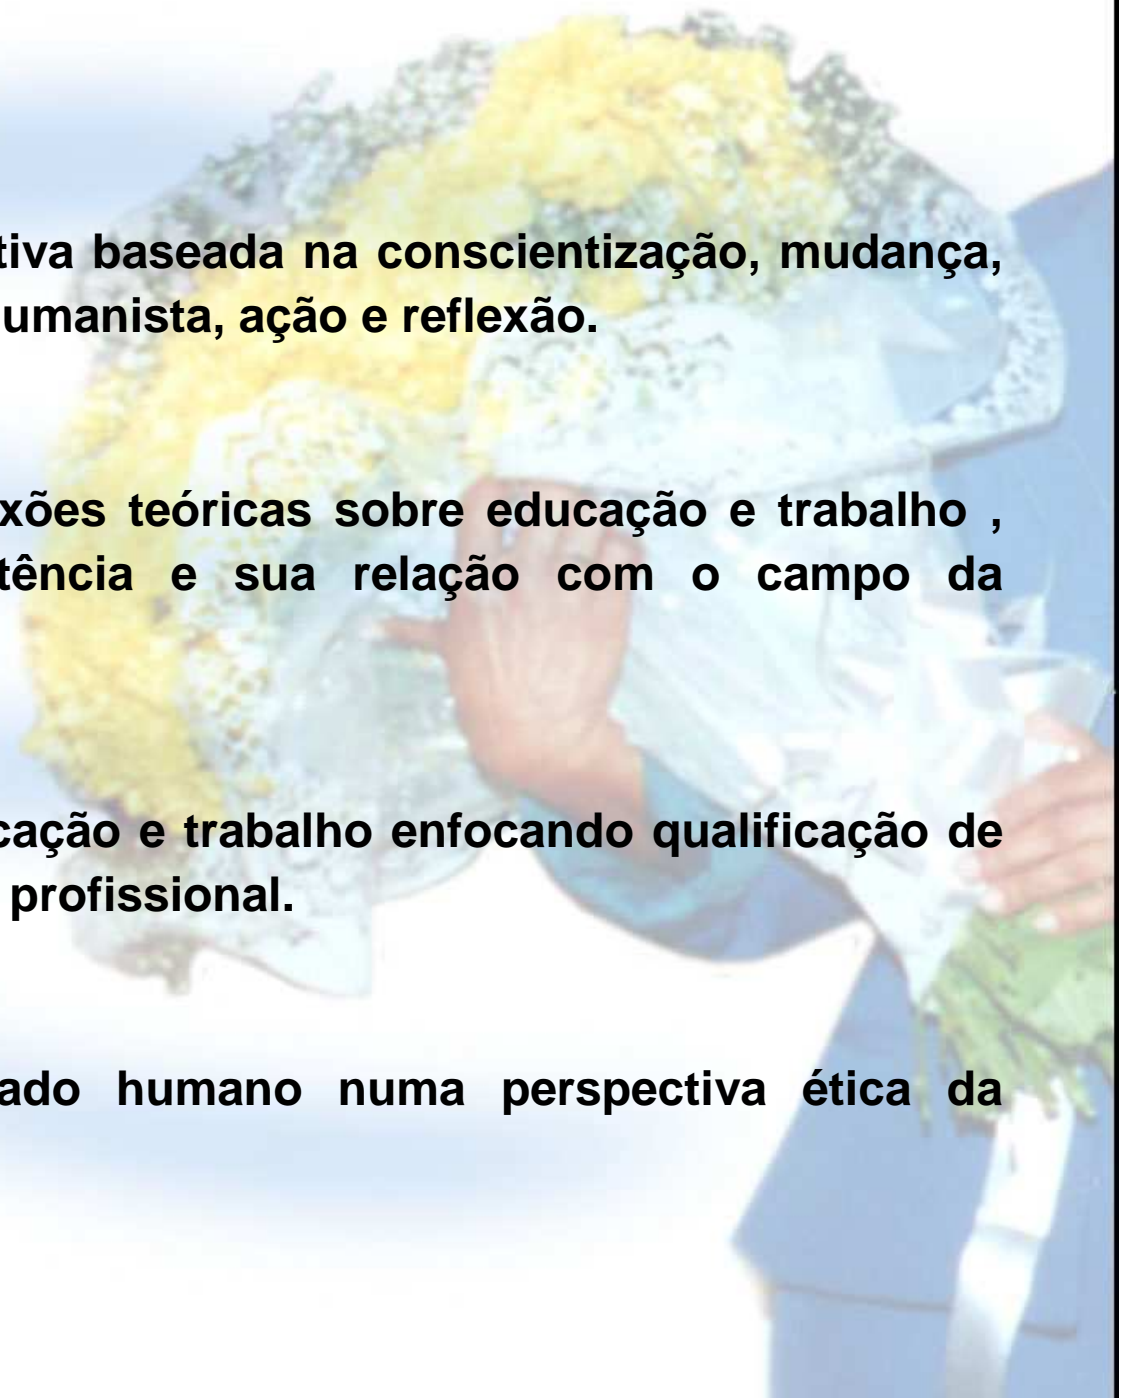 tiva baseada na conscientização, mudança,
umanista, ação e reflexão.
xões teóricas sobre educação e trabalho ,
tência e sua relação com o campo da
cação e trabalho enfocando qualificação de
profissional.
ado humano numa perspectiva ética da